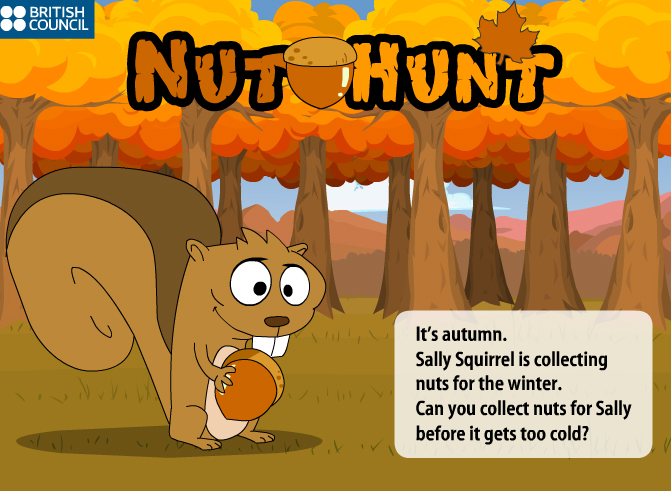 BRITISH
COUNCIL
NUT HUNT
It's autumn.
Sally Squirrel is collecting
nuts for the winter.
Can you collect nuts for Sally
before it gets too cold?